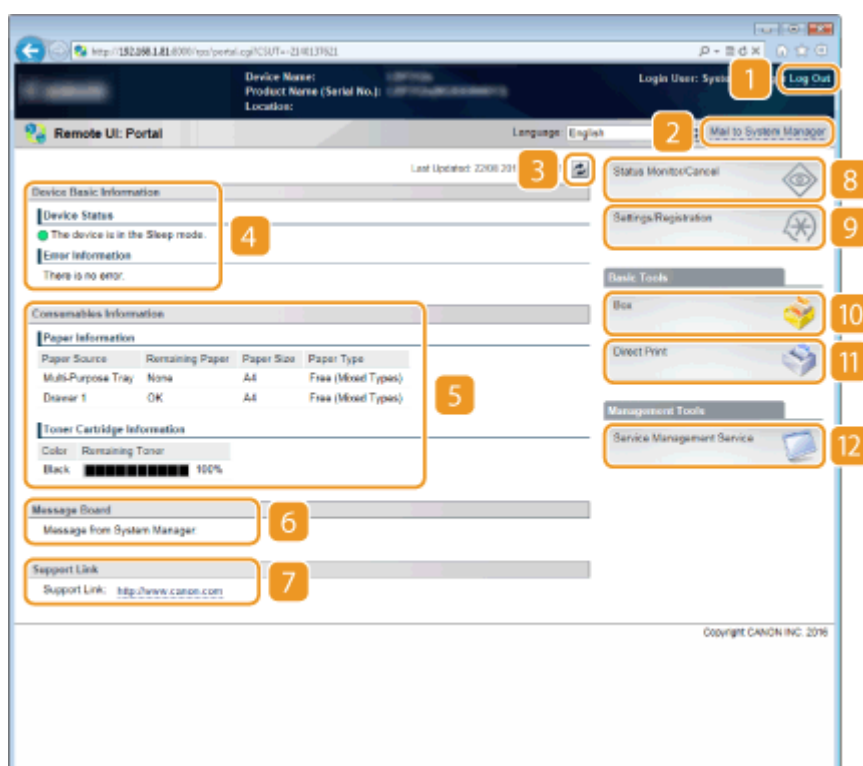 http://192.168.1.81:8000/rps/portal.cgi?CSUT=-2140137621
Device Name:
Product Name (Serial No.):
Location:
Login User:
1
Log Out
Remote UI: Portal
Language: English
2
Mail to System Manager
Last Updated:
3
Device Basic Information
Device Status
The device is in the Sleep mode.
Error Information
There is no error.
4
Consumables Information
Paper Information
Paper Source Remaining Paper Paper Size Paper Type
Multi-Purpose Tray None A4 Free (Mixed Types)
Drawer 1 OK A4 Free (Mixed Types)
5
Toner Cartridge Information
Color Remaining Toner
Black 100%
Message Board
Message from System Manager
6
Support Link
Support Link: http://www.canon.com
7
Status Monitor/Cancel
8
Settings/Registration
9
Basic Tools
Box
10
Direct Print
11
Management Tools
Service Management Service
12
Copyright CANON INC. 2016